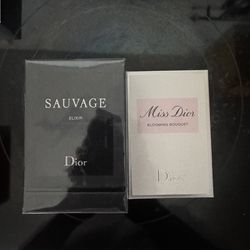 SAUVAGE
ELIXIR
Dior
Miss Dior
BLOOMING BOUQUET
Dior